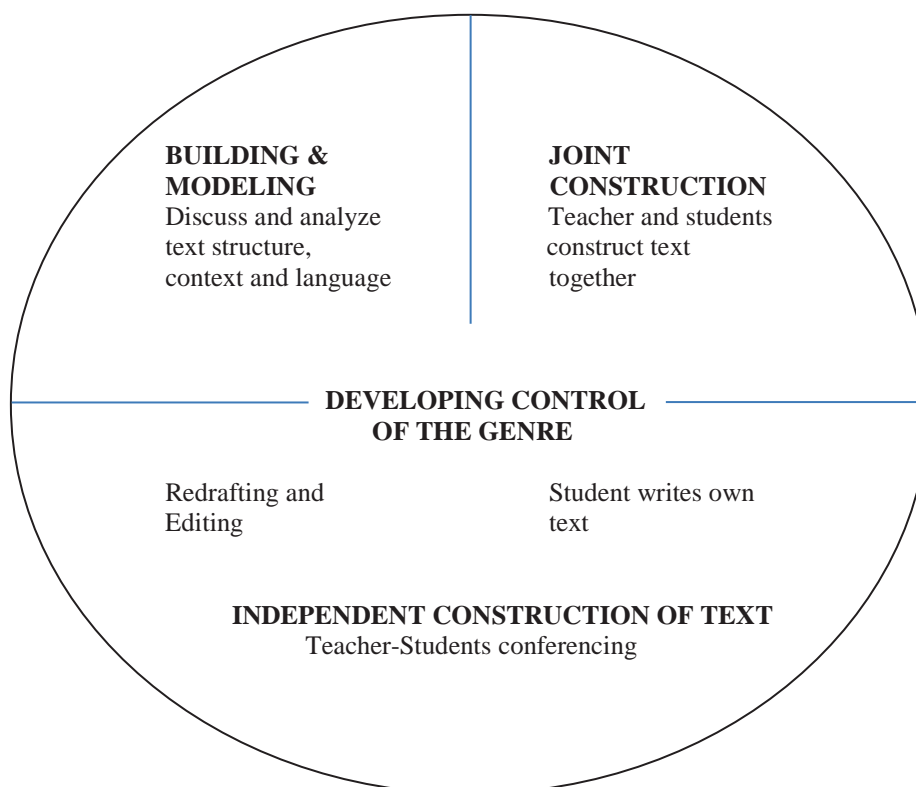 BUILDING &
MODELING
Discuss and analyze
text structure,
context and language
JOINT
CONSTRUCTION
Teacher and students
construct text
together
DEVELOPING CONTROL
OF THE GENRE
Redrafting and
Editing
Student writes own
text
INDEPENDENT CONSTRUCTION OF TEXT
Teacher-Students conferencing